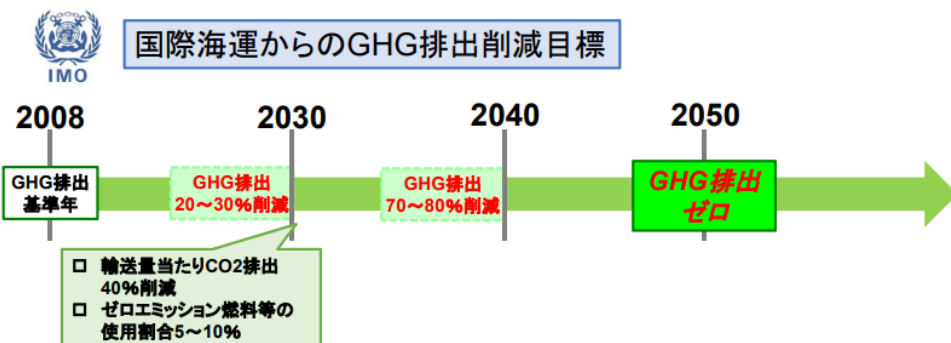 IMO
国際海運からのGHG排出削減目標
2008
2030
2040
2050
GHG排出
基準年
GHG排出
20～30%削減
GHG排出
70～80%削減
GHG排出
ゼロ
□ 輸送量当たりCO2排出
40%削減
□ ゼロエミッション燃料等の
使用割合5～10%